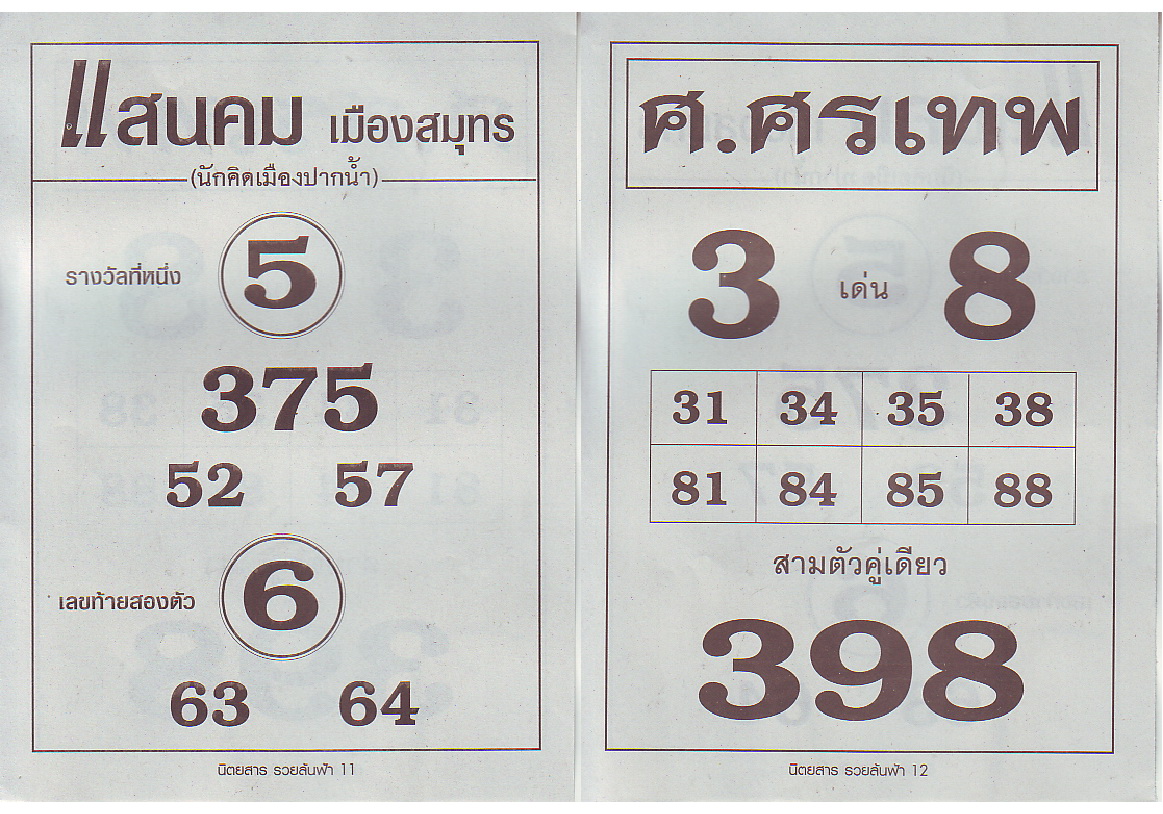 แสนคม เมืองสมุทร
(นักคิดเมืองปากน้ำ)
รางวัลที่หนึ่ง 5
375
52 57
เลขท้ายสองตัว 6
63 64
นิตยสาร รวยล้นฟ้า 11
ศ.ศรเทพ
3 เด่น 8
31 34 35 38
81 84 85 88
สามตัวคู่เดียว
398
นิตยสาร รวยล้นฟ้า 12